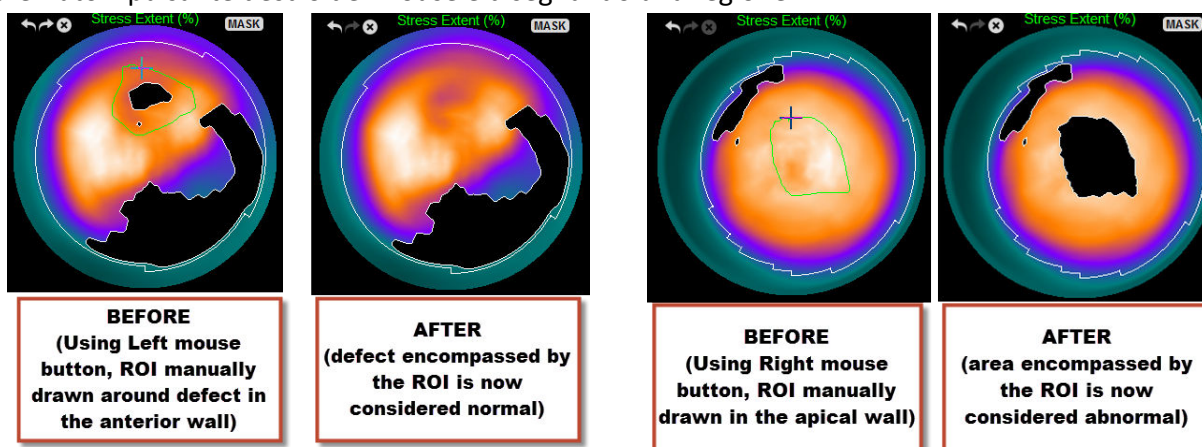 Stress Extent (%)
MASK
Stress Extent (%)
MASK
Stress Extent (%)
Stress Extent (%)
MASK
BEFORE
(Using Left mouse
button, ROI manually
drawn around defect in
the anterior wall)
AFTER
(defect encompassed by
the ROI is now
considered normal)
BEFORE
(Using Right mouse
button, ROI manually
drawn in the apical wall)
AFTER
(area encompassed by
the ROI is now
considered abnormal)